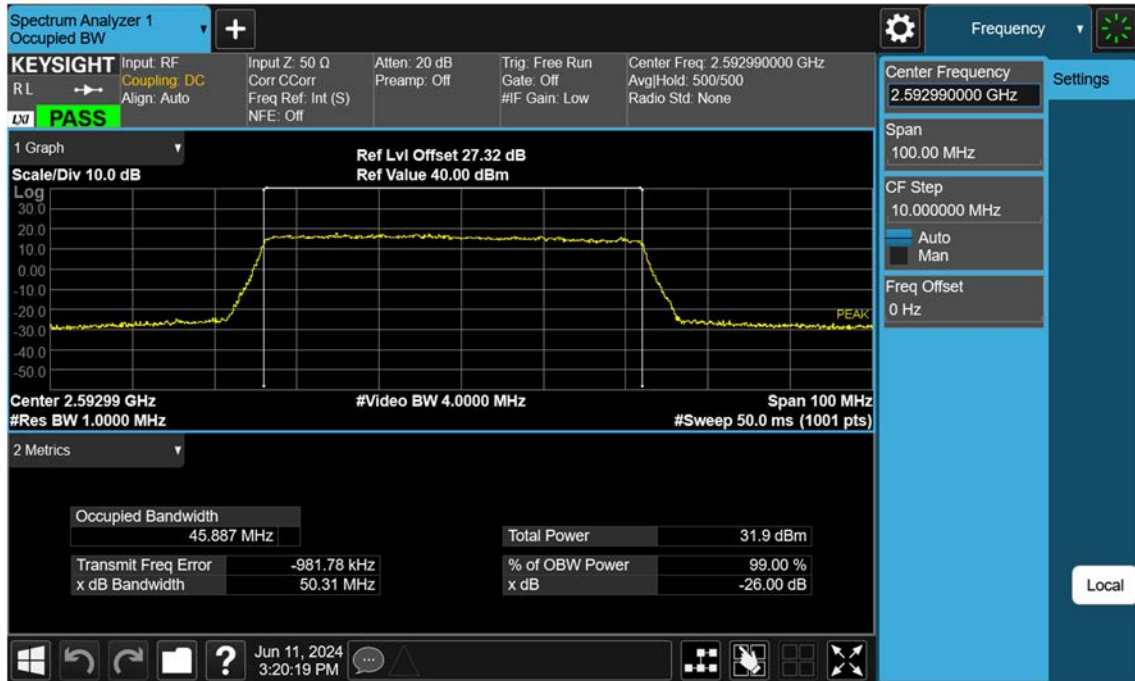 Spectrum Analyzer 1
Occupied BW
Frequency
KEYSIGHT
R L
LXI
PASS
Input: RF
Coupling: DC
Align: Auto
Input Z: 50 Ω
Corr CCorr
Freq Ref: Int (S)
NFE: Off
Atten: 20 dB
Preamp: Off
Trig: Free Run
Gate: Off
#IF Gain: Low
Center Freq: 2.592990000 GHz
Avg|Hold: 500/500
Radio Std: None
Center Frequency
2.592990000 GHz
Settings
Span
100.00 MHz
CF Step
10.000000 MHz
Auto
Man
Freq Offset
0 Hz
Local
1 Graph
Scale/Div 10.0 dB
Ref Lvl Offset 27.32 dB
Ref Value 40.00 dBm
Log
30.0
20.0
10.0
0.00
-10.0
-20.0
-30.0
-40.0
-50.0
PEAK
Center 2.59299 GHz
#Video BW 4.0000 MHz
Span 100 MHz
#Res BW 1.0000 MHz
#Sweep 50.0 ms (1001 pts)
2 Metrics
Occupied Bandwidth
45.887 MHz
Total Power 31.9 dBm
Transmit Freq Error -981.78 kHz
% of OBW Power 99.00 %
x dB Bandwidth 50.31 MHz
x dB -26.00 dB
?
Jun 11, 2024
3:20:19 PM